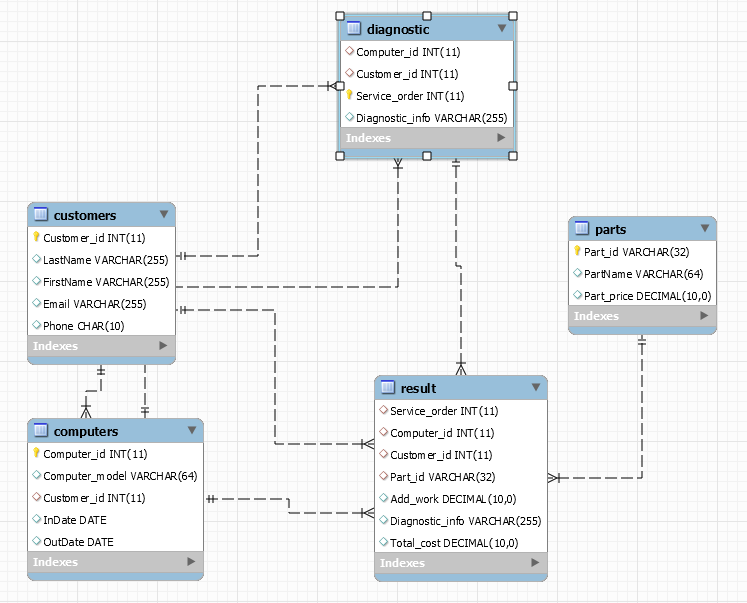 diagnostic
Computer_id INT(11)
Customer_id INT(11)
Service_order INT(11)
Diagnostic_info VARCHAR(255)
Indexes
customers
Customer_id INT(11)
LastName VARCHAR(255)
FirstName VARCHAR(255)
Email VARCHAR(255)
Phone CHAR(10)
Indexes
parts
Part_id VARCHAR(32)
PartName VARCHAR(64)
Part_price DECIMAL(10,0)
Indexes
computers
Computer_id INT(11)
Computer_model VARCHAR(64)
Customer_id INT(11)
InDate DATE
OutDate DATE
Indexes
result
Service_order INT(11)
Computer_id INT(11)
Customer_id INT(11)
Part_id VARCHAR(32)
Add_work DECIMAL(10,0)
Diagnostic_info VARCHAR(255)
Total_cost DECIMAL(10,0)
Indexes